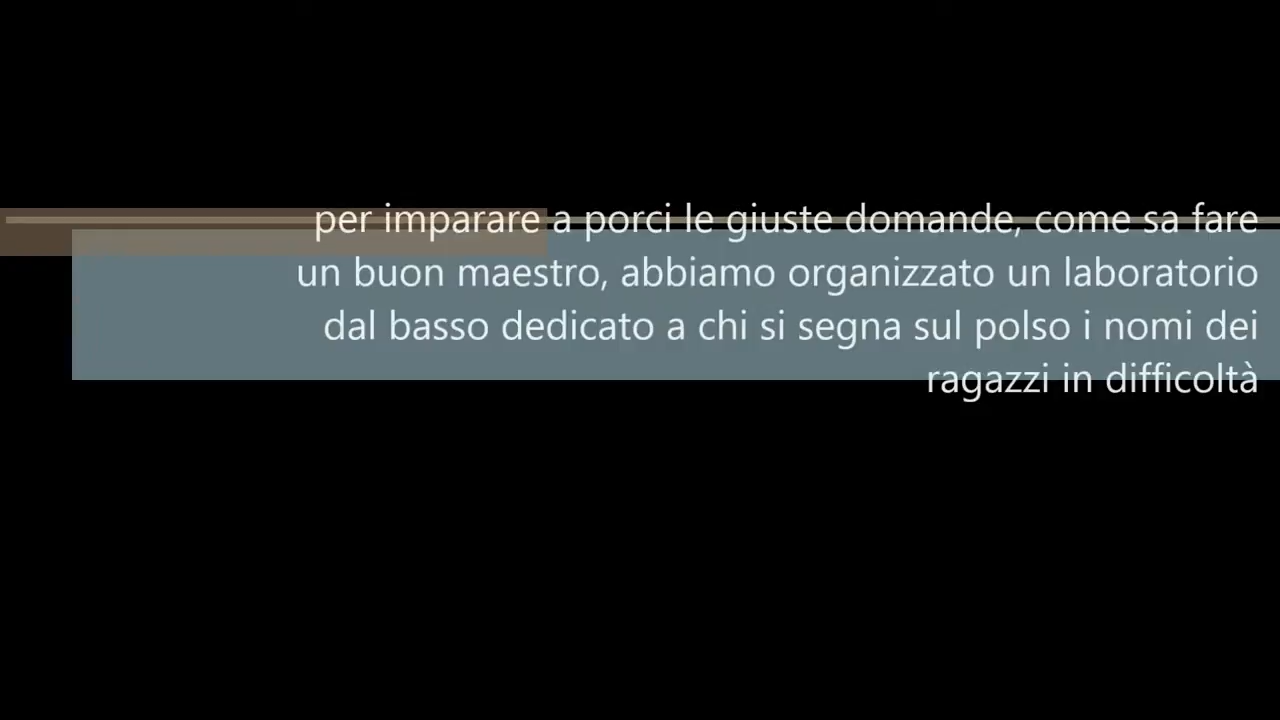 per imparare a porci le giuste domande, come sa fare
un buon maestro, abbiamo organizzato un laboratorio
dal basso dedicato a chi si segna sul polso i nomi dei
ragazzi in difficoltà